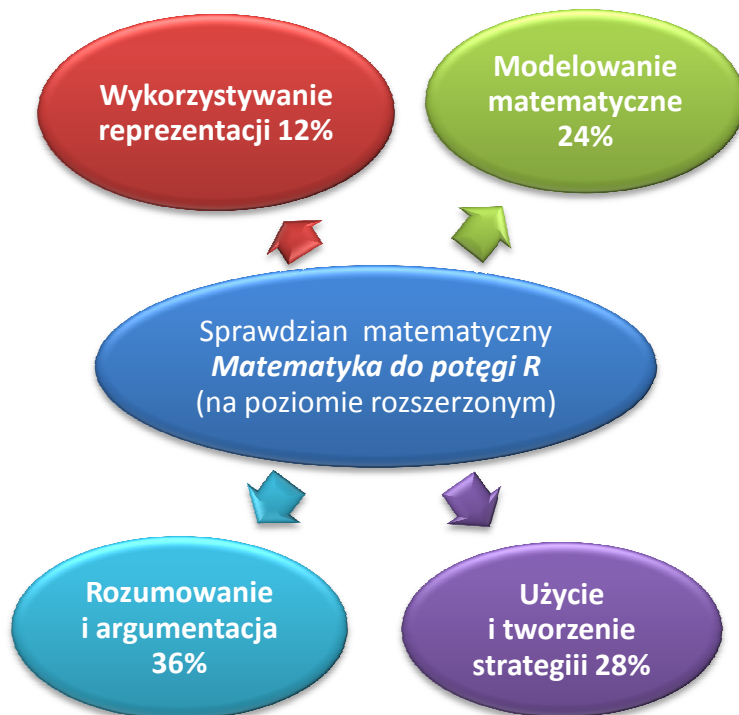 Wykorzystywanie
reprezentacji 12%
Modelowanie
matematyczne
24%
Sprawdzian matematyczny
Matematyka do potęgi R
(na poziomie rozszerzonym)
Rozumowanie
i argumentacja
36%
Użycie
i tworzenie
strategiii 28%